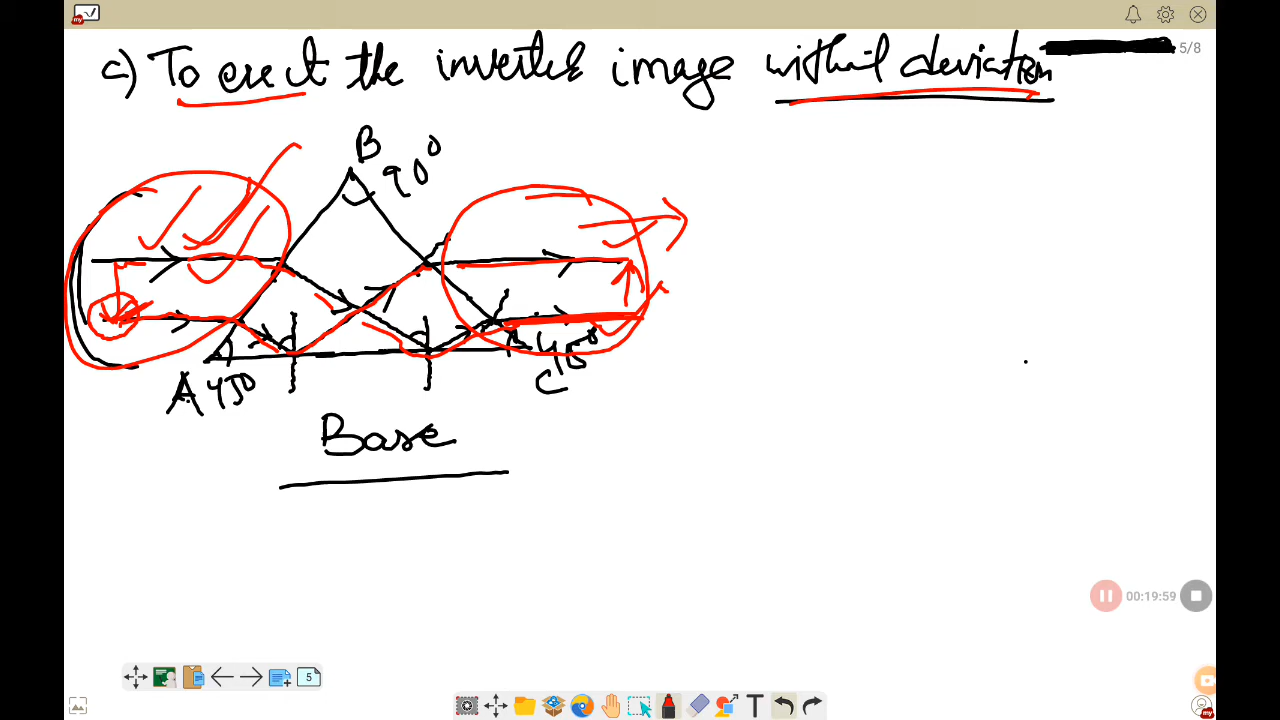 c) To erect the inverted image without deviation
5/8
B
90°
A 45°
45°
C
Base
00:19:59
5